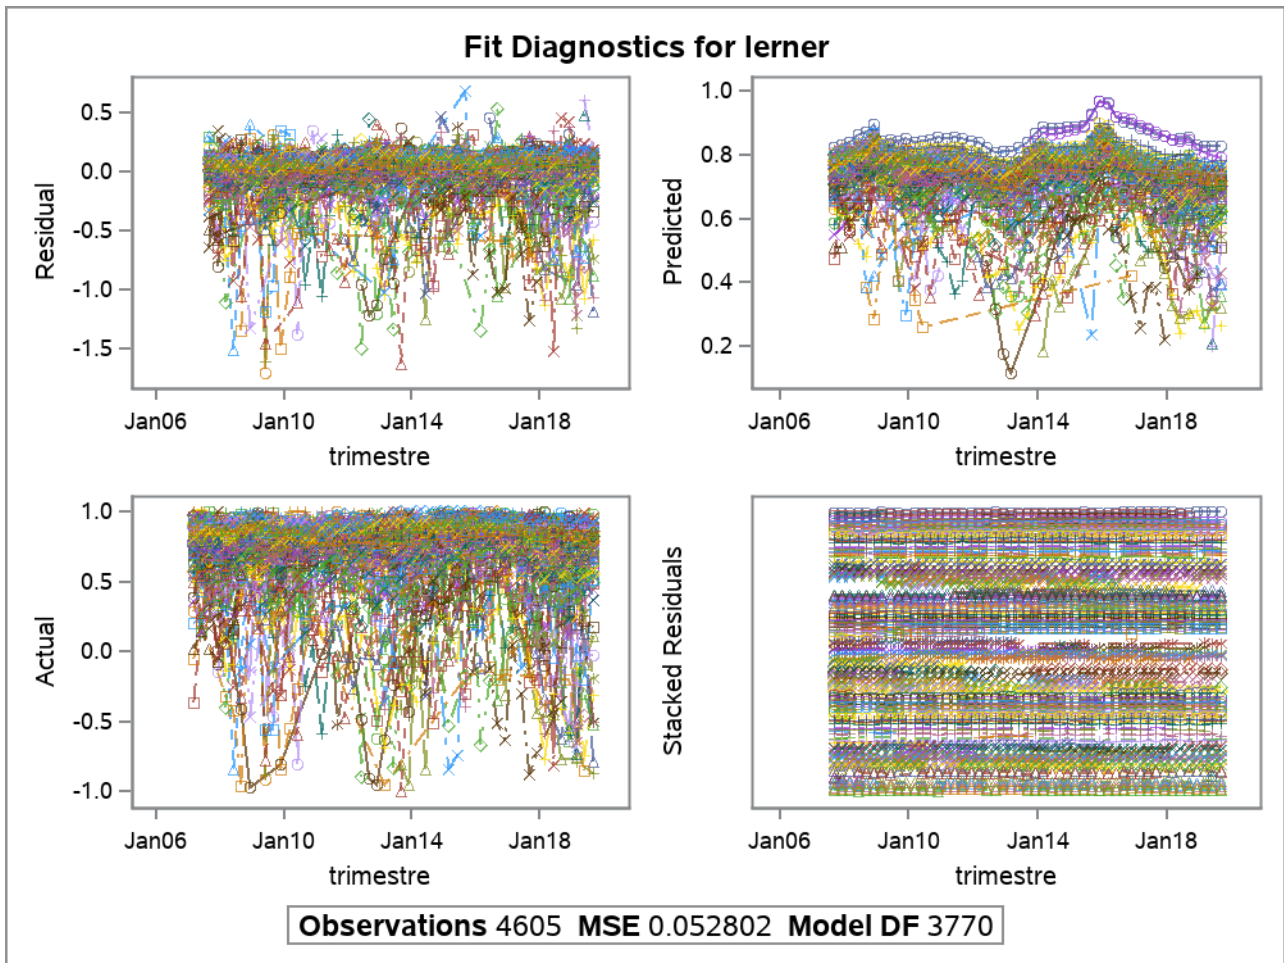 Fit Diagnostics for lerner
Residual
0.5
0.0
-0.5
-1.0
-1.5
Jan06 Jan10 Jan14 Jan18
trimestre
Predicted
1.0
0.8
0.6
0.4
0.2
Jan06 Jan10 Jan14 Jan18
trimestre
Actual
1.0
0.5
0.0
-0.5
-1.0
Jan06 Jan10 Jan14 Jan18
trimestre
Stacked Residuals
Jan06 Jan10 Jan14 Jan18
trimestre
Observations 4605 MSE 0.052802 Model DF 3770